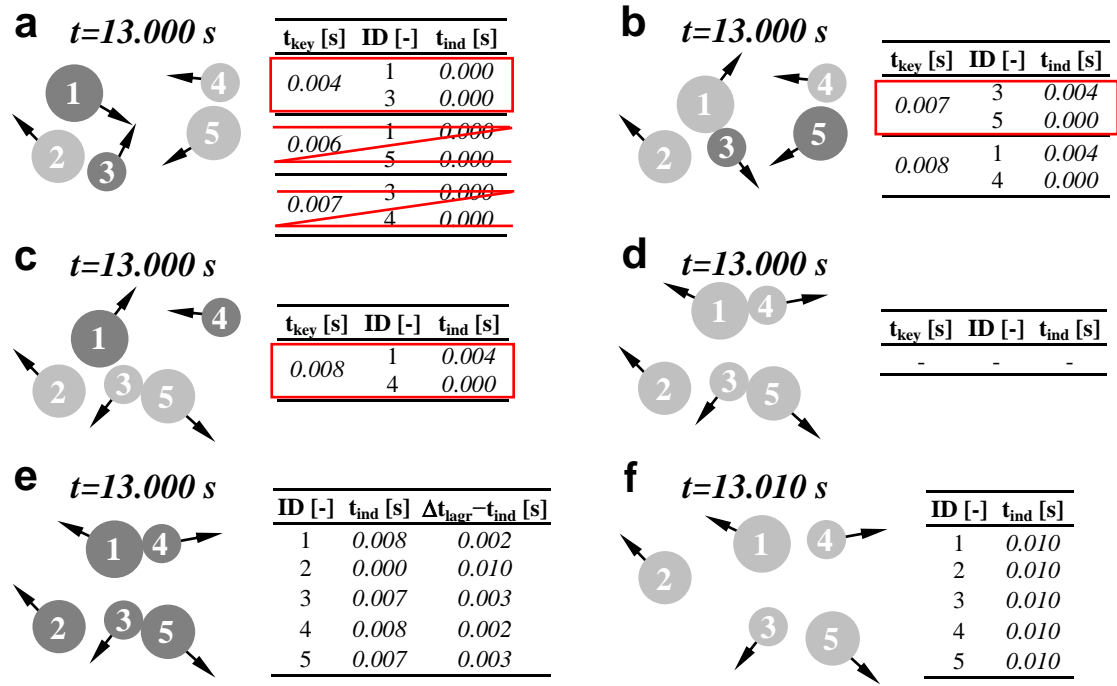 a
t=13.000 s
1
2
3
4
5
t_key [s] ID [-] t_ind [s]
0.004
1 0.000
3 0.000
0.006
1 0.000
5 0.000
0.007
3 0.000
4 0.000
b
t=13.000 s
1
2
3
4
5
t_key [s] ID [-] t_ind [s]
0.007
3 0.004
5 0.000
0.008
1 0.004
4 0.000
c
t=13.000 s
1
2
3
4
5
t_key [s] ID [-] t_ind [s]
0.008
1 0.004
4 0.000
d
t=13.000 s
1
2
3
4
5
t_key [s] ID [-] t_ind [s]
- - -
e
t=13.000 s
1
2
3
4
5
ID [-] t_ind [s] Δt_lagr–t_ind [s]
1 0.008 0.002
2 0.000 0.010
3 0.007 0.003
4 0.008 0.002
5 0.007 0.003
f
t=13.010 s
1
2
3
4
5
ID [-] t_ind [s]
1 0.010
2 0.010
3 0.010
4 0.010
5 0.010